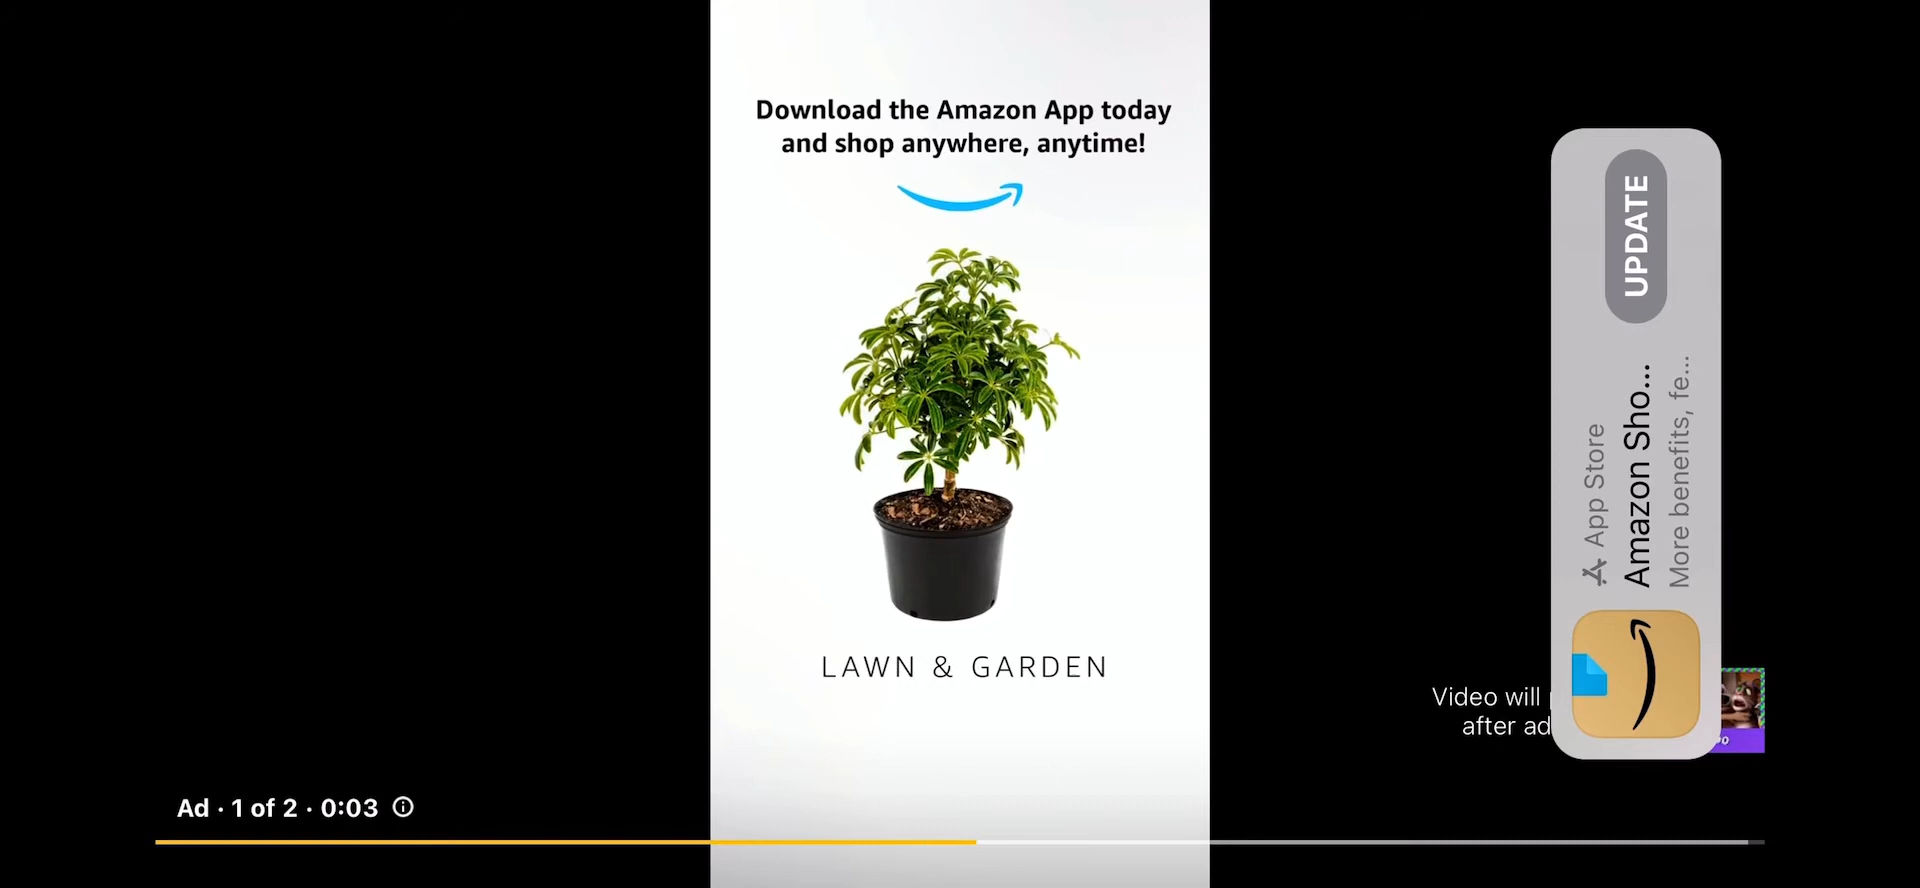 Download the Amazon App today
and shop anywhere, anytime!
LAWN & GARDEN
App Store
Amazon Sho...
More benefits, fe...
UPDATE
Video will
after ad
Ad · 1 of 2 · 0:03